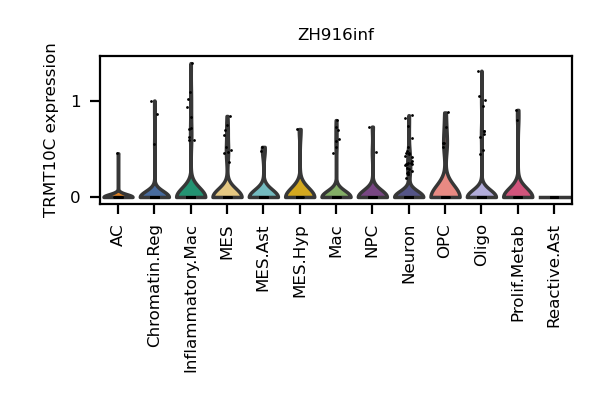 ZH916inf
TRMT10C expression
1
0
AC
Chromatin.Reg
Inflammatory.Mac
MES
MES.Ast
MES.Hyp
Mac
NPC
Neuron
OPC
Oligo
Prolif.Metab
Reactive.Ast